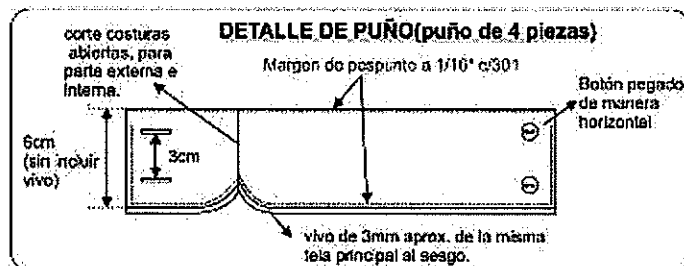 DETALLE DE PUÑO(puño de 4 piezas)
corte costuras
abiertas, para
parte externa e
interna.
Margen de pespunto a 1/16" c/301
Botón pegado
de manera
horizontal
6cm
(sin incluir
vivo)
3cm
vivo de 3mm aprox. de la misma
tela principal al sesgo.